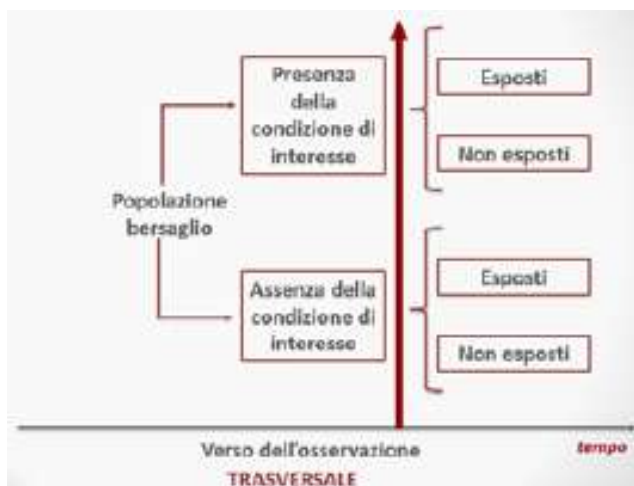 Presenza
della
condizione di
interesse
Esposti
Non esposti
Popolazione
bersaglio
Assenza della
condizione di
interesse
Esposti
Non esposti
Verso dell'osservazione
tempo
TRASVERSALE